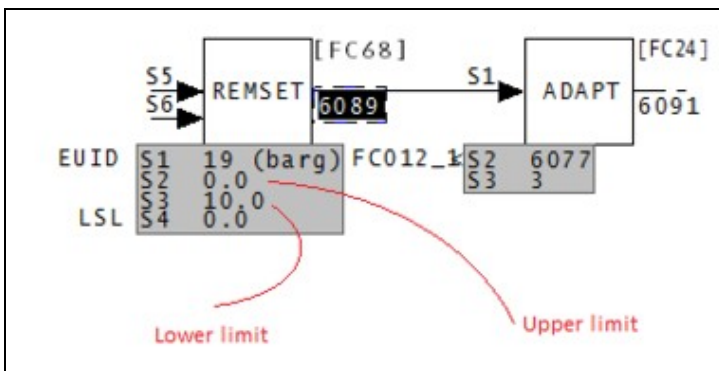 [FC68]
[FC24]
S5
S6
REMSET
6089
S1
ADAPT
6091
EUID
S1 19 (barg)
S2 0.0
S3 10.0
LSL
S4 0.0
S2 6077
S3 3
Lower limit
Upper limit